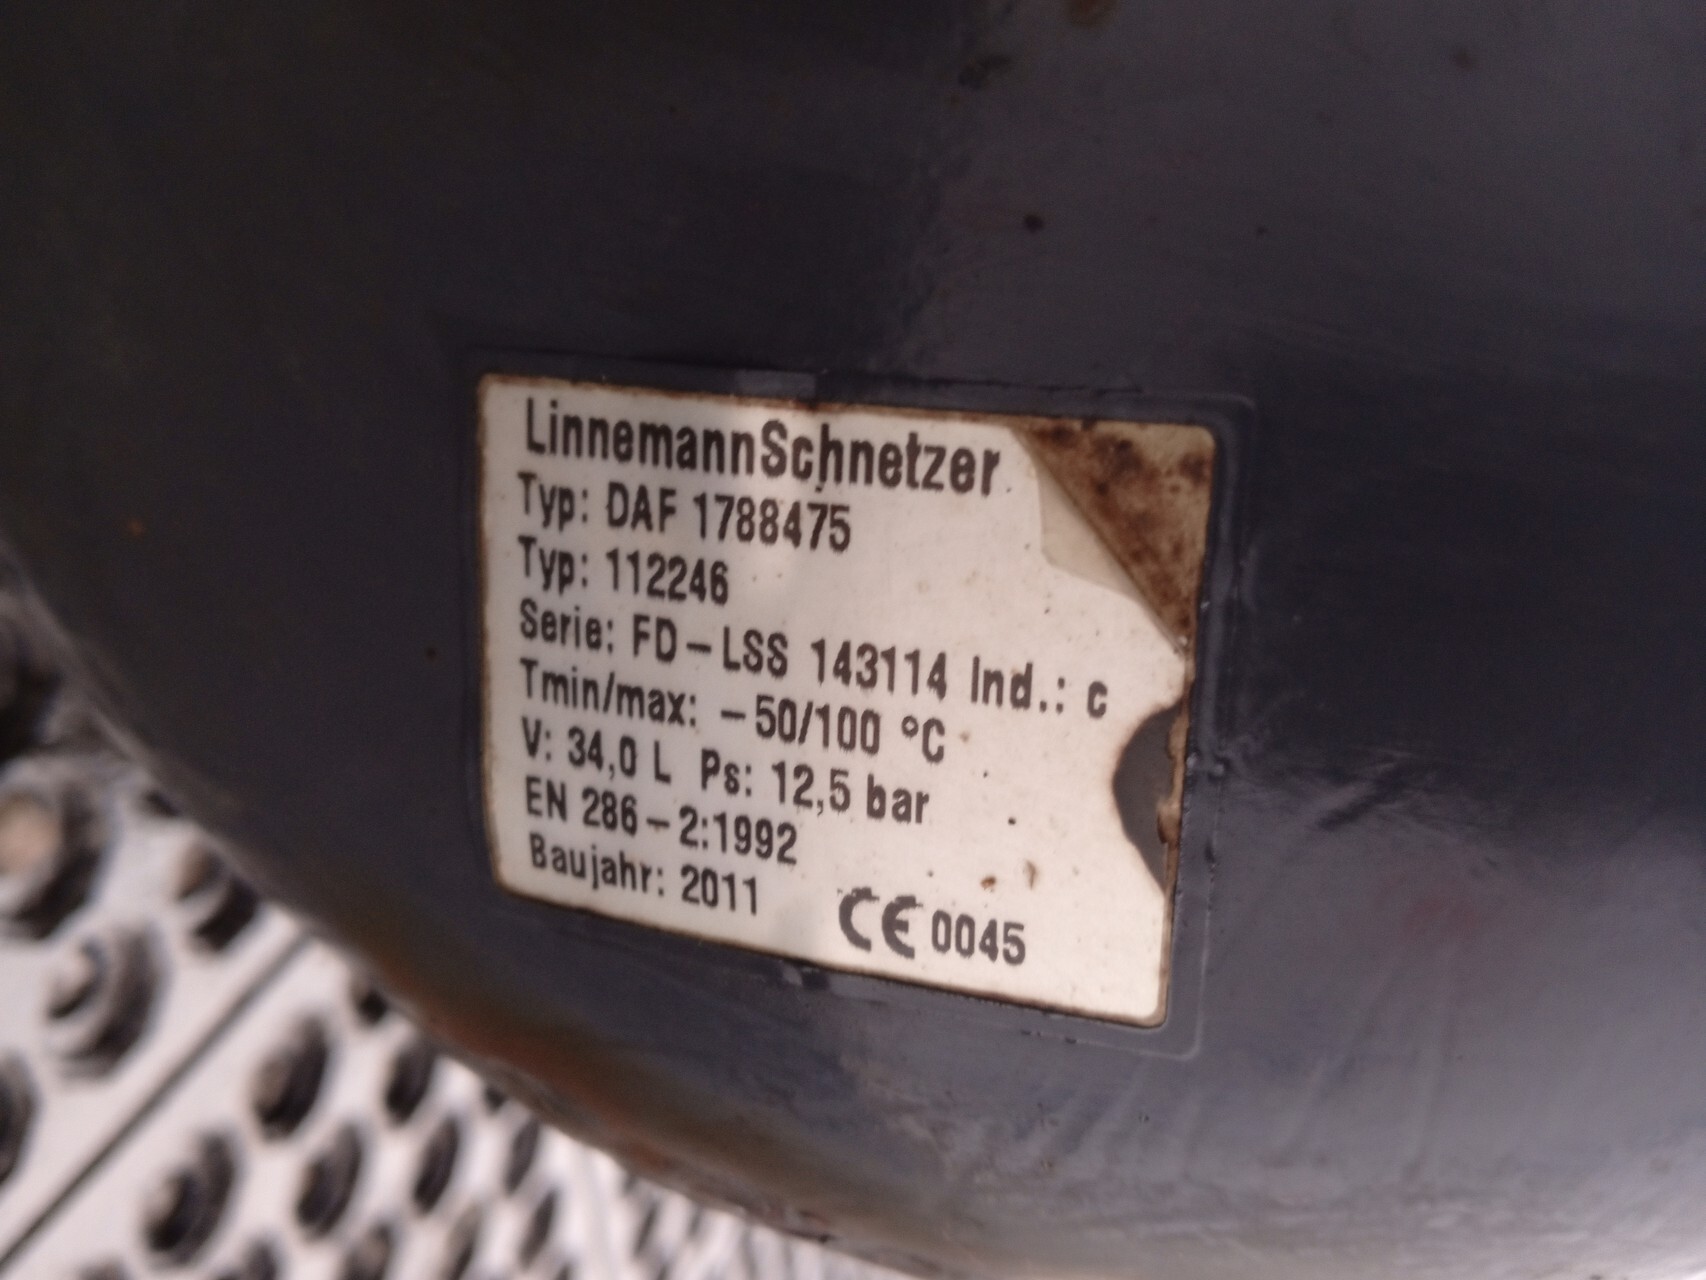 LinnemannSchnetzer
Typ: DAF 1788475
Typ: 112246
Serie: FD-LSS 143114 Ind.: c
Tmin/max: -50/100 °C
V: 34,0 L Ps: 12,5 bar
EN 286-2:1992
Baujahr: 2011
CE 0045